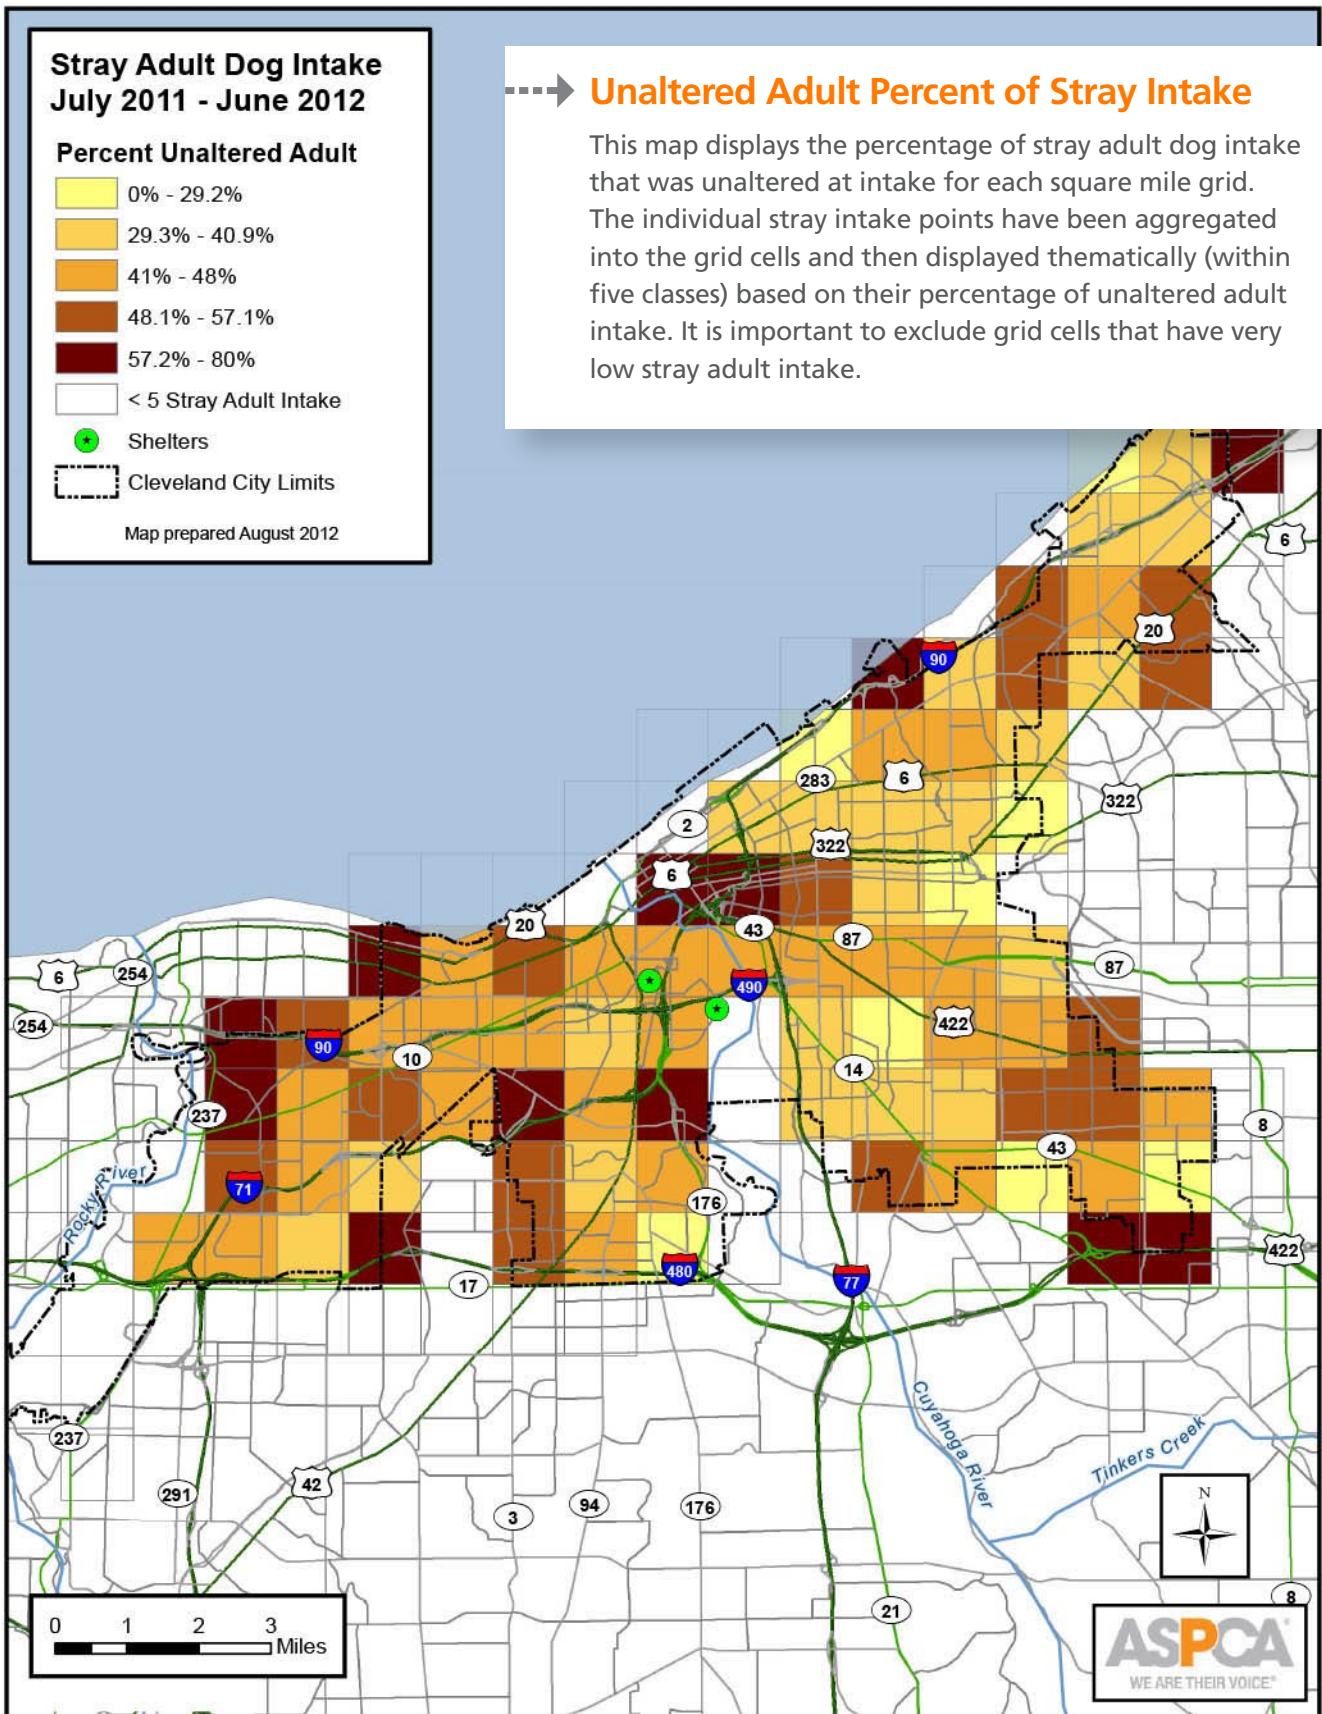 Stray Adult Dog Intake
July 2011 - June 2012
Percent Unaltered Adult
0% - 29.2%
29.3% - 40.9%
41% - 48%
48.1% - 57.1%
57.2% - 80%
< 5 Stray Adult Intake
Shelters
Cleveland City Limits
Map prepared August 2012
Unaltered Adult Percent of Stray Intake
This map displays the percentage of stray adult dog intake
that was unaltered at intake for each square mile grid.
The individual stray intake points have been aggregated
into the grid cells and then displayed thematically (within
five classes) based on their percentage of unaltered adult
intake. It is important to exclude grid cells that have very
low stray adult intake.
6
20
90
283
6
322
2
322
6
20
43
87
6
254
87
490
254
422
90
10
14
237
8
43
Rocky River
71
176
422
480
17
77
Cuyahoga River
237
Tinkers Creek
42
291
94
176
3
N
8
21
0 1 2 3
Miles
ASPCA®
WE ARE THEIR VOICE®